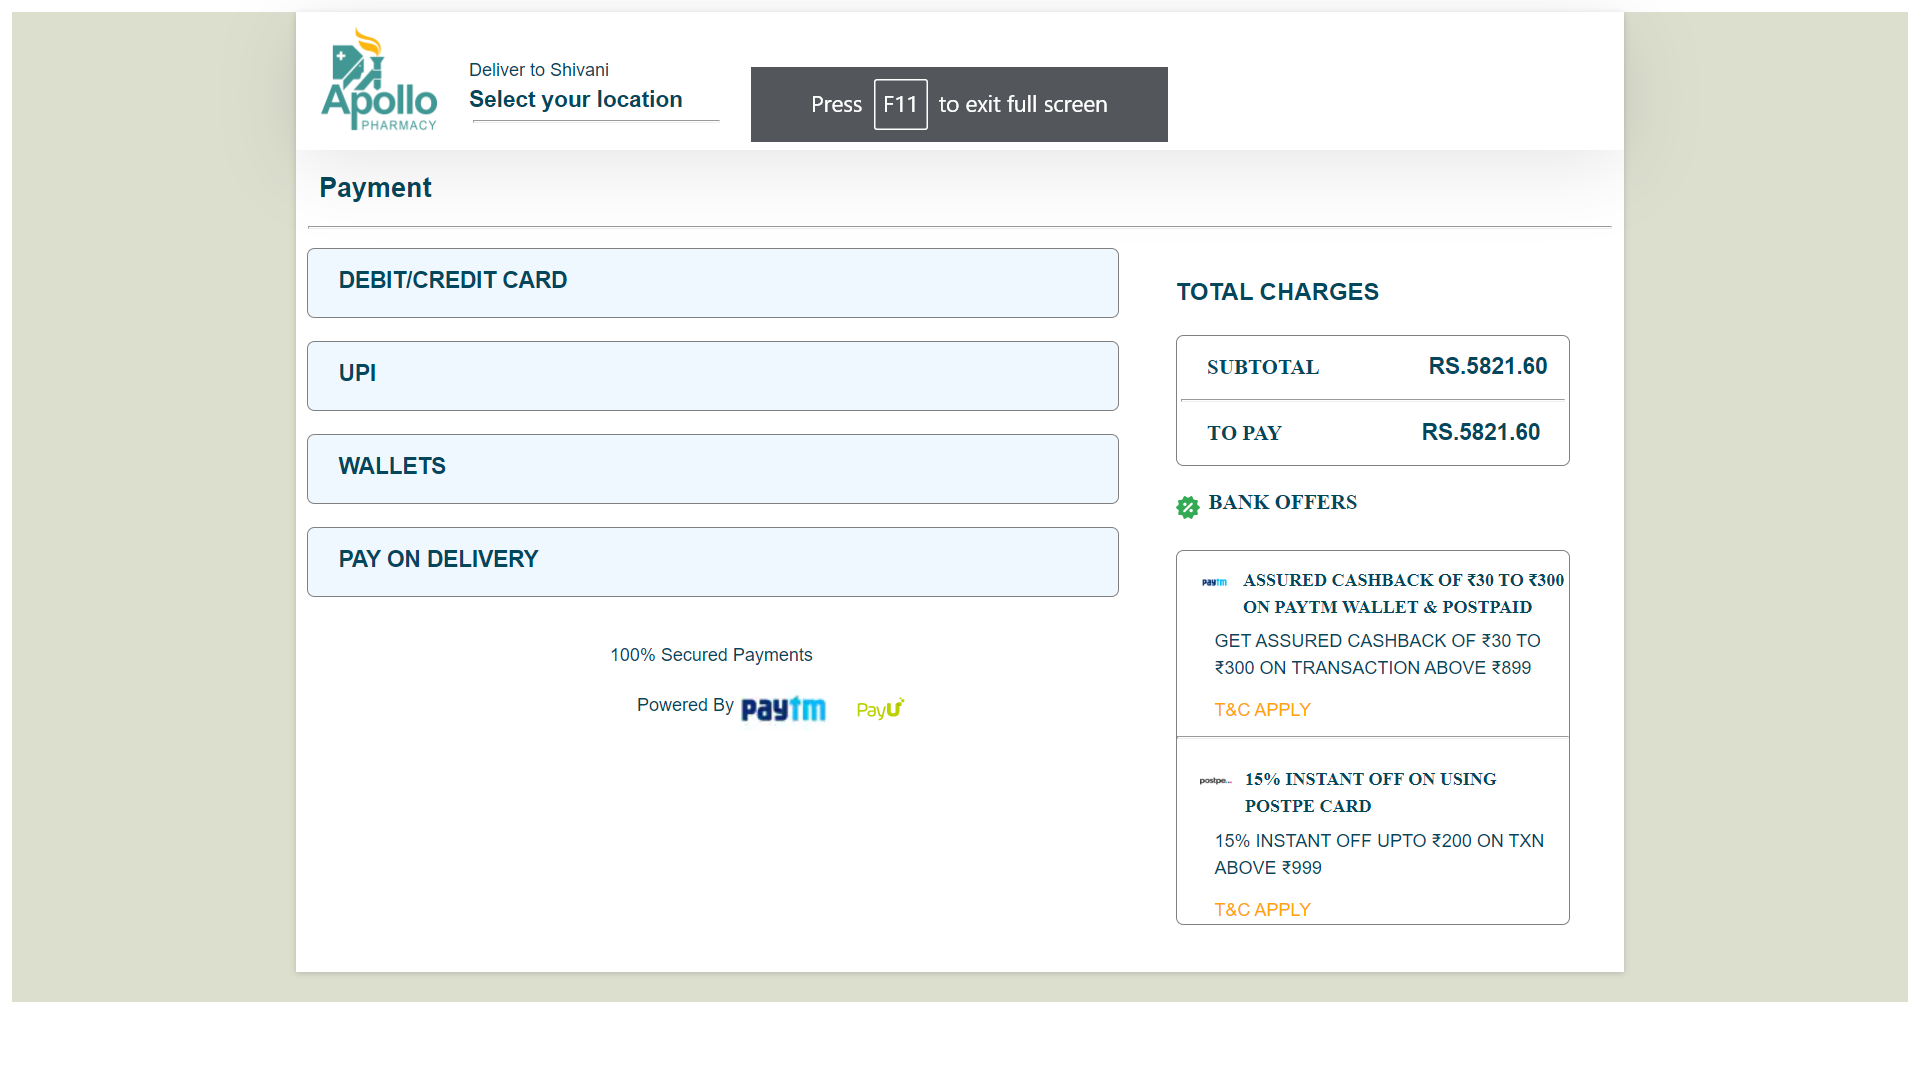 Apollo
PHARMACY
Deliver to Shivani
Select your location
Press F11 to exit full screen
Payment
DEBIT/CREDIT CARD
UPI
WALLETS
PAY ON DELIVERY
100% Secured Payments
Powered By paytm PayU
TOTAL CHARGES
SUBTOTAL RS.5821.60
TO PAY RS.5821.60
BANK OFFERS
paytm ASSURED CASHBACK OF ₹30 TO ₹300
ON PAYTM WALLET & POSTPAID
GET ASSURED CASHBACK OF ₹30 TO
₹300 ON TRANSACTION ABOVE ₹899
T&C APPLY
postpe... 15% INSTANT OFF ON USING
POSTPE CARD
15% INSTANT OFF UPTO ₹200 ON TXN
ABOVE ₹999
T&C APPLY